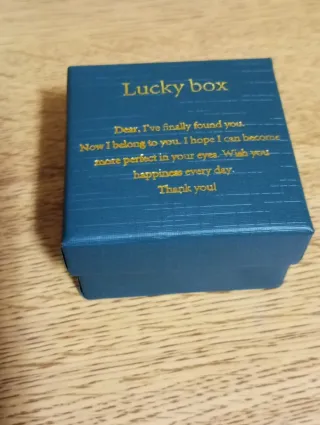 Lucky box
Dear, I've finally found you.
Now I belong to you. I hope I can become
more perfect in your eyes. Wish you
happiness every day.
Thank you!